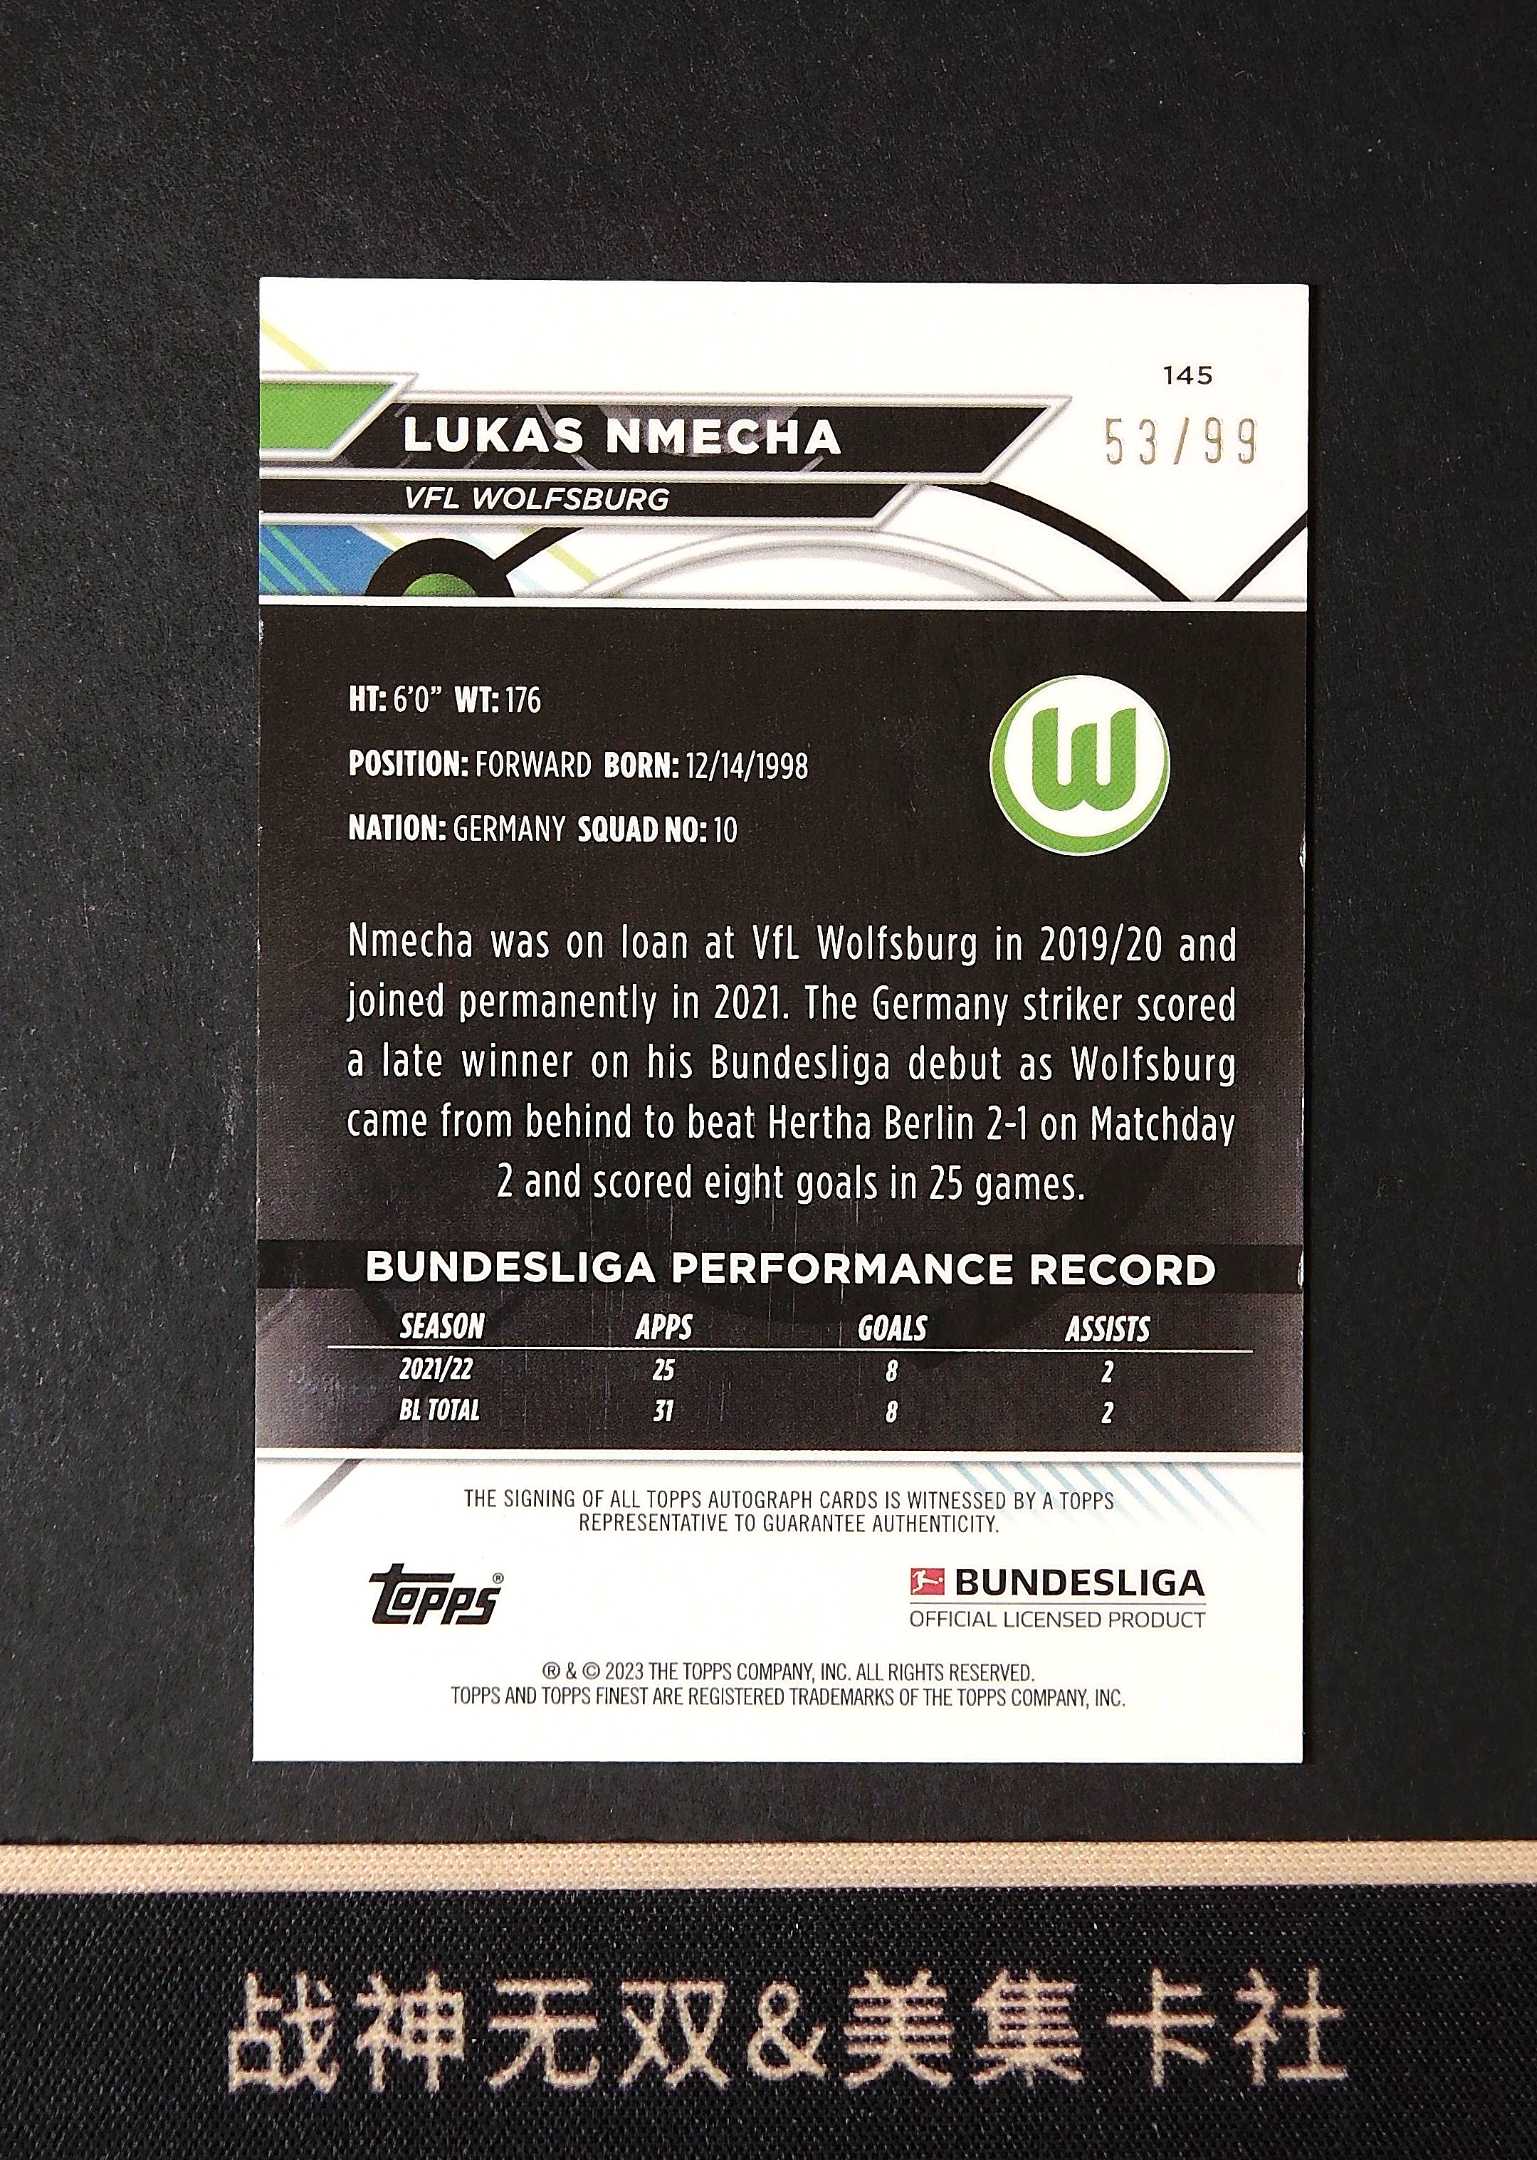 145
LUKAS NMECHA
53/99
VFL WOLFSBURG
HT: 6'0” WT: 176
W
POSITION: FORWARD BORN: 12/14/1998
NATION: GERMANY SQUAD NO: 10
Nmecha was on loan at VfL Wolfsburg in 2019/20 and
joined permanently in 2021. The Germany striker scored
a late winner on his Bundesliga debut as Wolfsburg
came from behind to beat Hertha Berlin 2-1 on Matchday
2 and scored eight goals in 25 games.
BUNDESLIGA PERFORMANCE RECORD
SEASON APPS GOALS ASSISTS
2021/22 25 8 2
BL TOTAL 31 8 2
THE SIGNING OF ALL TOPPS AUTOGRAPH CARDS IS WITNESSED BY A TOPPS
REPRESENTATIVE TO GUARANTEE AUTHENTICITY.
Topps®
BUNDESLIGA
OFFICIAL LICENSED PRODUCT
® & © 2023 THE TOPPS COMPANY, INC. ALL RIGHTS RESERVED.
TOPPS AND TOPPS FINEST ARE REGISTERED TRADEMARKS OF THE TOPPS COMPANY, INC.
战神无双&美集卡社